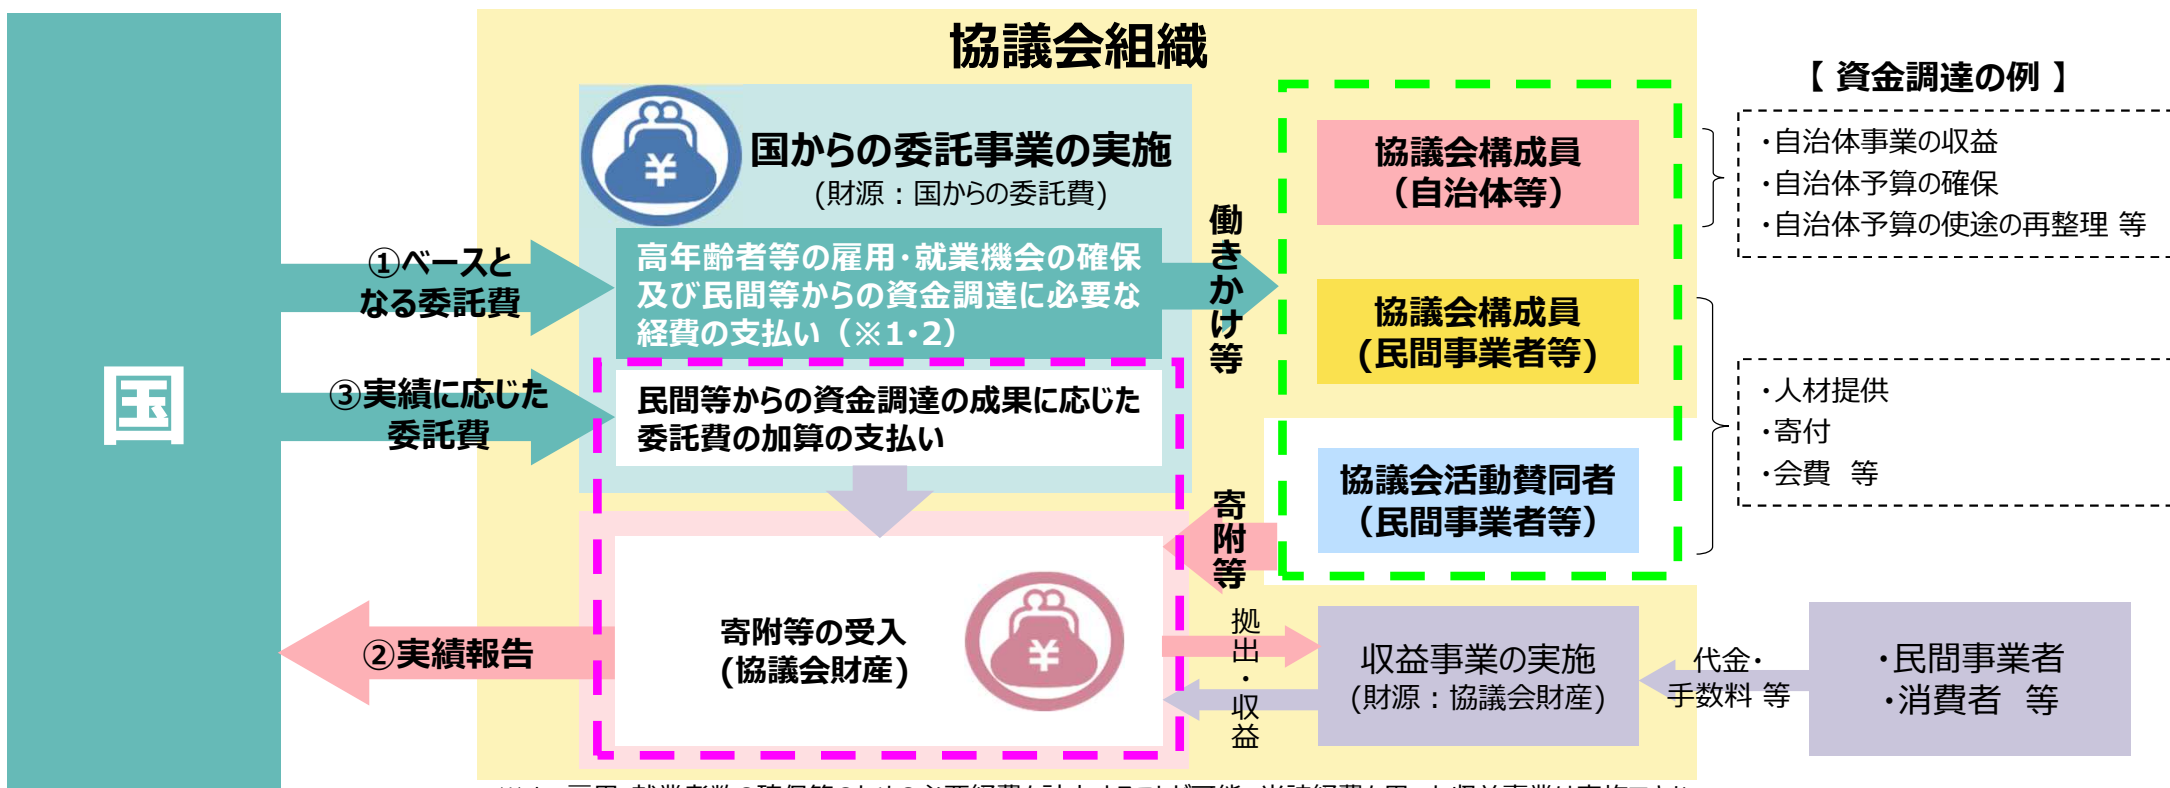 協議会組織
【 資金調達の例 】
国
国からの委託事業の実施
(財源：国からの委託費)
①ベースと
なる委託費
高年齢者等の雇用・就業機会の確保
及び民間等からの資金調達に必要な
経費の支払い（※1・2）
③実績に応じた
委託費
民間等からの資金調達の成果に応じた
委託費の加算の支払い
働きかけ等
協議会構成員
（自治体等）
・自治体事業の収益
・自治体予算の確保
・自治体予算の使途の再整理 等
協議会構成員
(民間事業者等)
協議会活動賛同者
（民間事業者等）
・人材提供
・寄付
・会費 等
寄附等
②実績報告
寄附等の受入
(協議会財産)
拠出・収益
収益事業の実施
(財源：協議会財産)
代金・
手数料 等
・民間事業者
・消費者 等